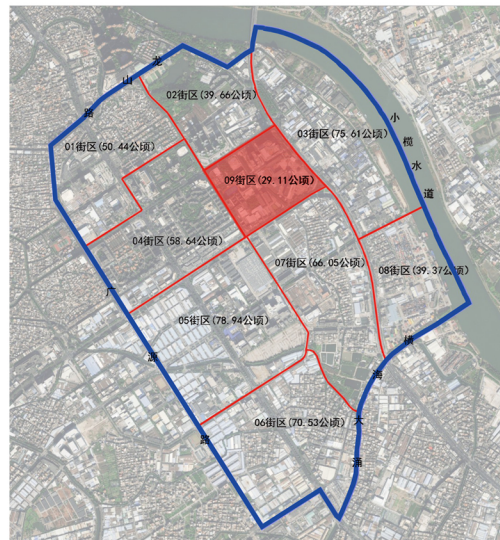 龙山路
02街区(39.66公顷)
小榄水道
03街区(75.61公顷)
01街区(50.44公顷)
09街区(29.11公顷)
04街区(58.64公顷)
07街区(66.05公顷)
08街区(39.37公顷)
广源路
05街区(78.94公顷)
横海大涌
06街区(70.53公顷)